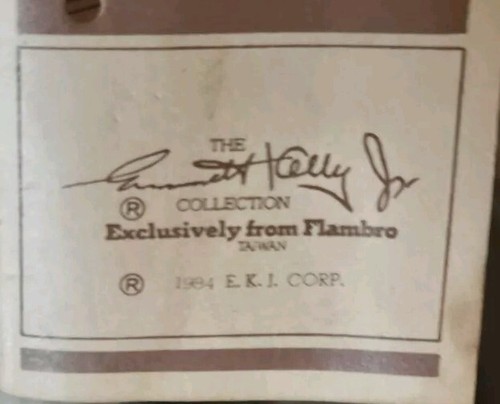 THE
Emmett Kelly Jr
® COLLECTION
Exclusively from Flambro
TAIWAN
® 1984 E. K. J. CORP.